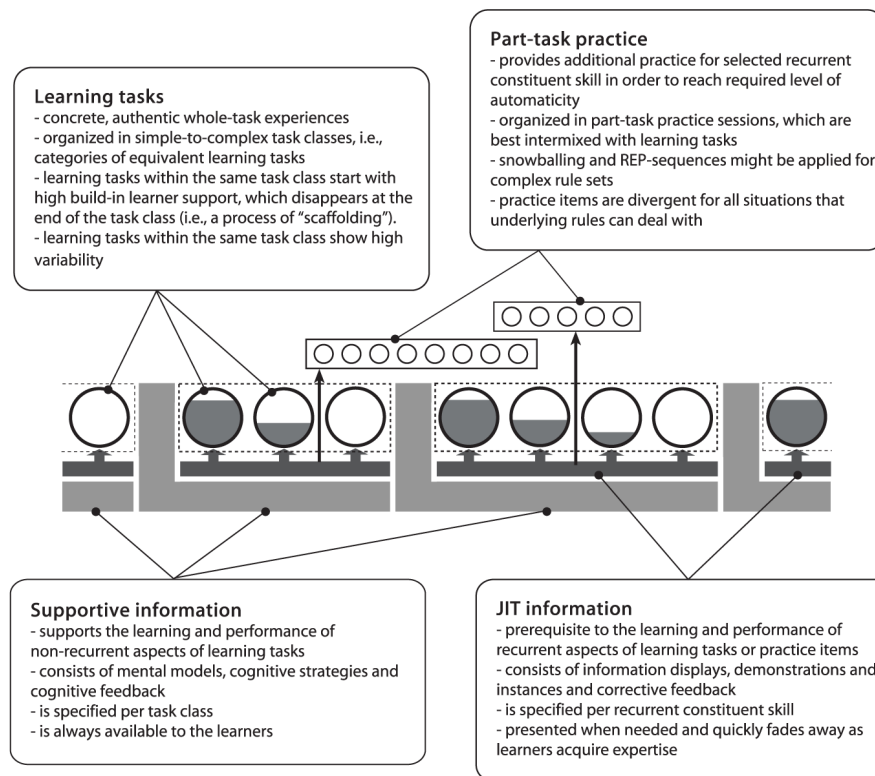 Part-task practice
- provides additional practice for selected recurrent
constituent skill in order to reach required level of
automaticity
- organized in part-task practice sessions, which are
best intermixed with learning tasks
- snowballing and REP-sequences might be applied for
complex rule sets
- practice items are divergent for all situations that
underlying rules can deal with
Learning tasks
- concrete, authentic whole-task experiences
- organized in simple-to-complex task classes, i.e.,
categories of equivalent learning tasks
- learning tasks within the same task class start with
high build-in learner support, which disappears at the
end of the task class (i.e., a process of “scaffolding”).
- learning tasks within the same task class show high
variability
Supportive information
- supports the learning and performance of
non-recurrent aspects of learning tasks
- consists of mental models, cognitive strategies and
cognitive feedback
- is specified per task class
- is always available to the learners
JIT information
- prerequisite to the learning and performance of
recurrent aspects of learning tasks or practice items
- consists of information displays, demonstrations and
instances and corrective feedback
- is specified per recurrent constituent skill
- presented when needed and quickly fades away as
learners acquire expertise